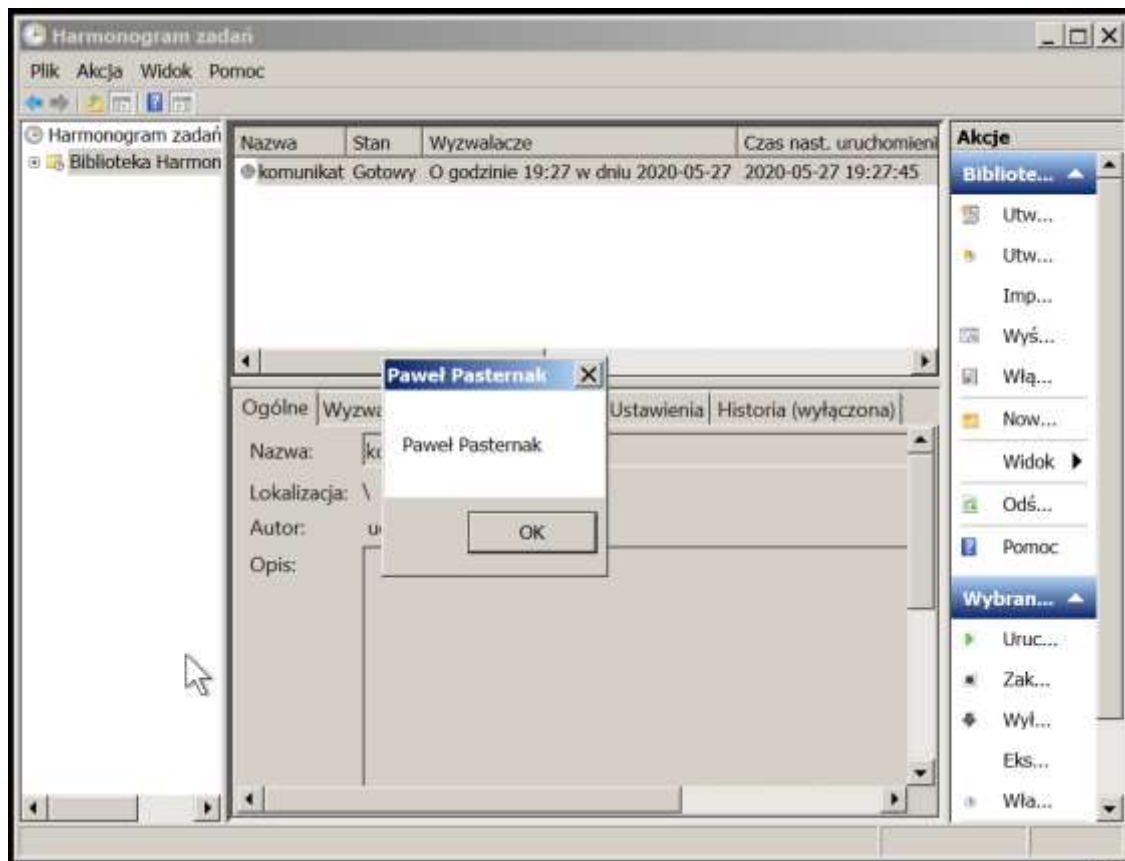 Harmonogram zadań
Plik Akcja Widok Pomoc
Harmonogram zadań
Biblioteka Harmon
Nazwa Stan Wyzwalacze Czas nast. uruchomieni
komunikat Gotowy O godzinie 19:27 w dniu 2020-05-27 2020-05-27 19:27:45
Paweł Pasternak
Paweł Pasternak
OK
Ogólne Wyzwa Ustawienia Historia (wyłączona)
Nazwa: ko
Lokalizacja: \
Autor: u
Opis:
Akcje
Bibliote...
Utw...
Utw...
Imp...
Wyś...
Włą...
Now...
Widok
Odś...
Pomoc
Wybran...
Uruc...
Zak...
Wył...
Eks...
Wła...